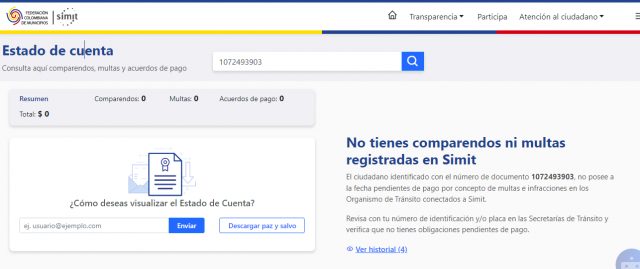 FEDERACIÓN
COLOMBIANA
DE MUNICIPIOS
simit
Transparencia
Participa
Atención al ciudadano
Estado de cuenta
Consulta aquí comparendos, multas y acuerdos de pago
1072493903
Resumen
Comparendos: 0
Multas: 0
Acuerdos de pago: 0
Total: $ 0
¿Cómo deseas visualizar el Estado de Cuenta?
ej. usuario@ejemplo.com
Enviar
Descargar paz y salvo
No tienes comparendos ni multas
registradas en Simit
El ciudadano identificado con el número de documento 1072493903, no posee a
la fecha pendientes de pago por concepto de multas e infracciones en los
Organismo de Tránsito conectados a Simit.
Revisa con tu número de identificación y/o placa en las Secretarías de Tránsito y
verifica que no tienes obligaciones pendientes de pago.
Ver historial (4)